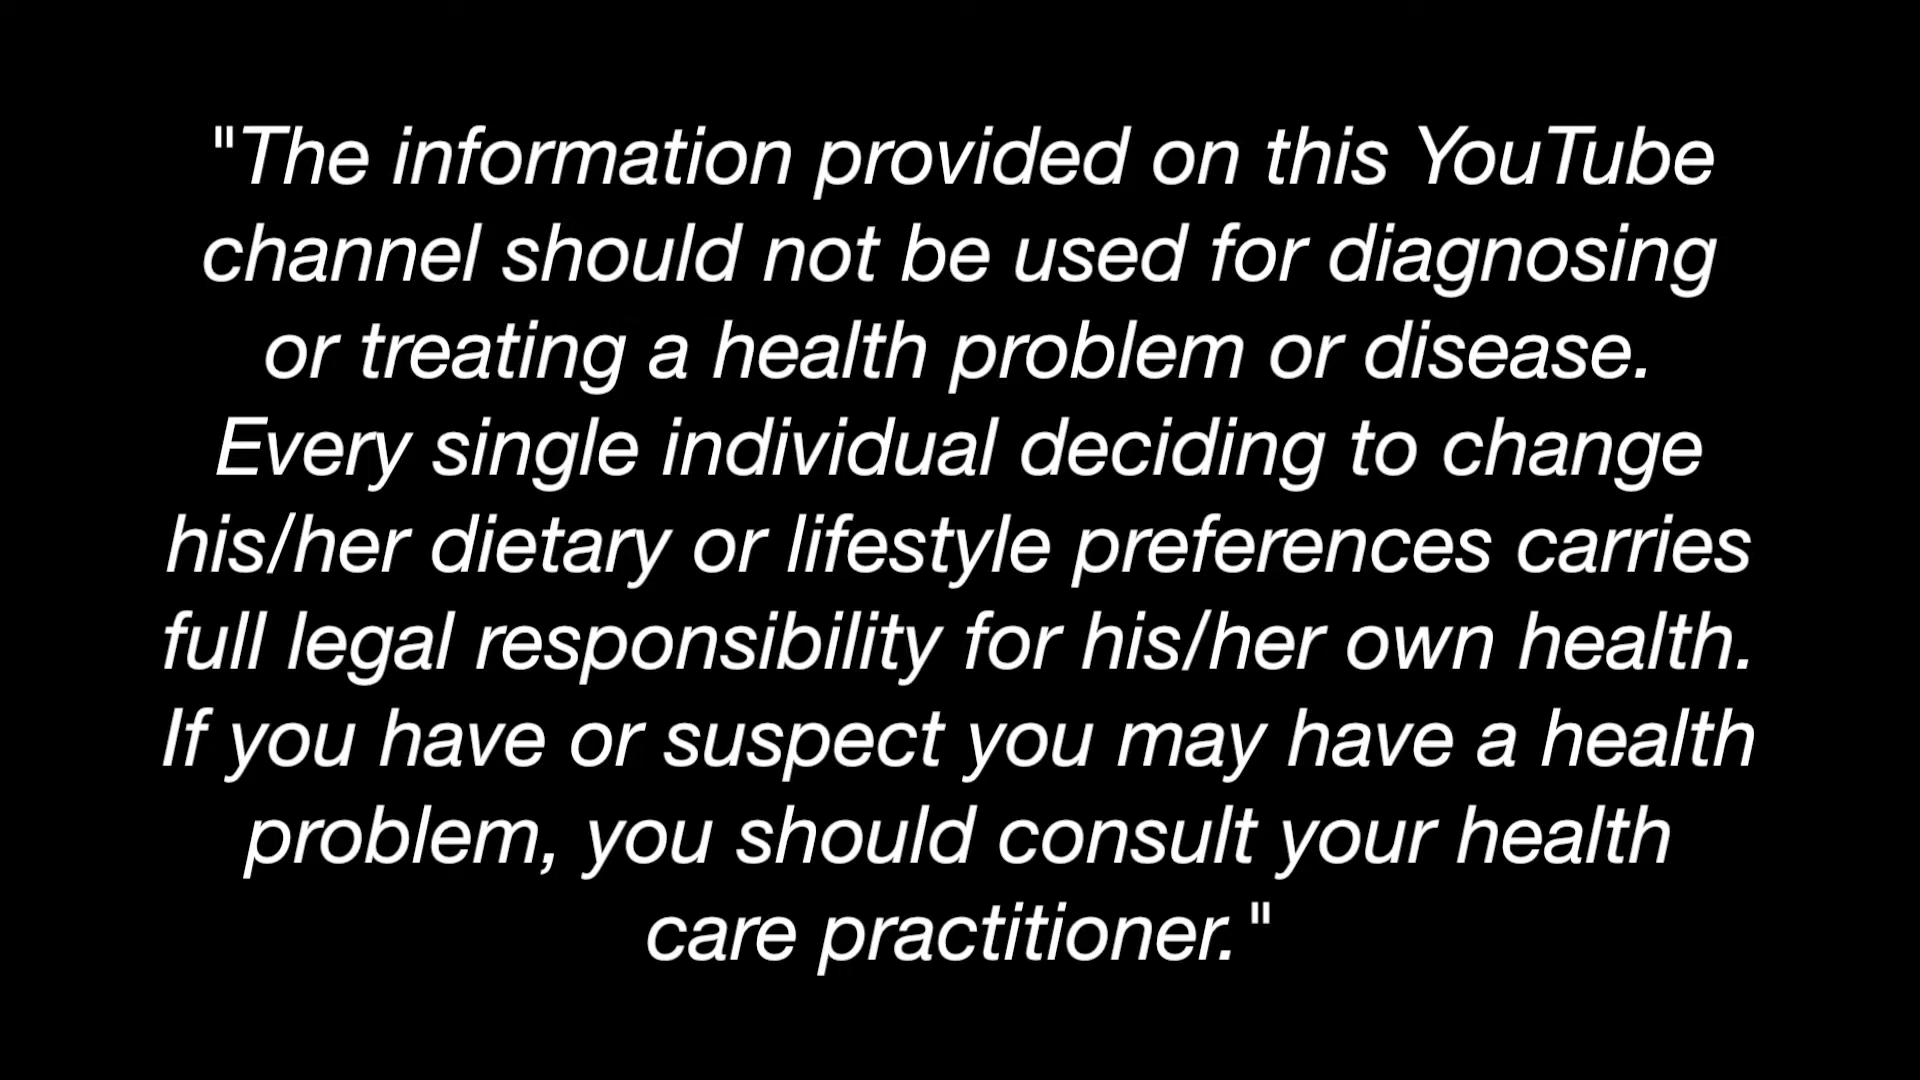 "The information provided on this YouTube
channel should not be used for diagnosing
or treating a health problem or disease.
Every single individual deciding to change
his/her dietary or lifestyle preferences carries
full legal responsibility for his/her own health.
If you have or suspect you may have a health
problem, you should consult your health
care practitioner."